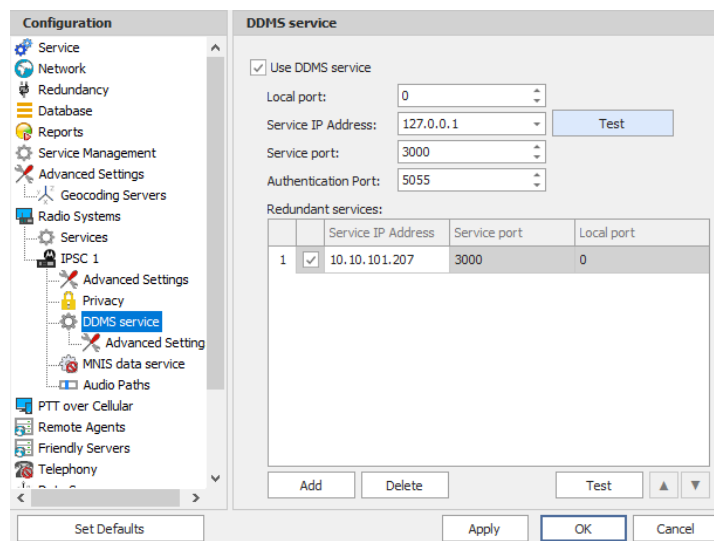 Configuration
Service
Network
Redundancy
Database
Reports
Service Management
Advanced Settings
Geocoding Servers
Radio Systems
Services
IPSC 1
Advanced Settings
Privacy
DDMS service
Advanced Setting
MNIS data service
Audio Paths
PTT over Cellular
Remote Agents
Friendly Servers
Telephony
Set Defaults
DDMS service
Use DDMS service
Local port: 0
Service IP Address: 127.0.0.1 Test
Service port: 3000
Authentication Port: 5055
Redundant services:
Service IP Address Service port Local port
1 10.10.101.207 3000 0
Add Delete Test
Apply OK Cancel